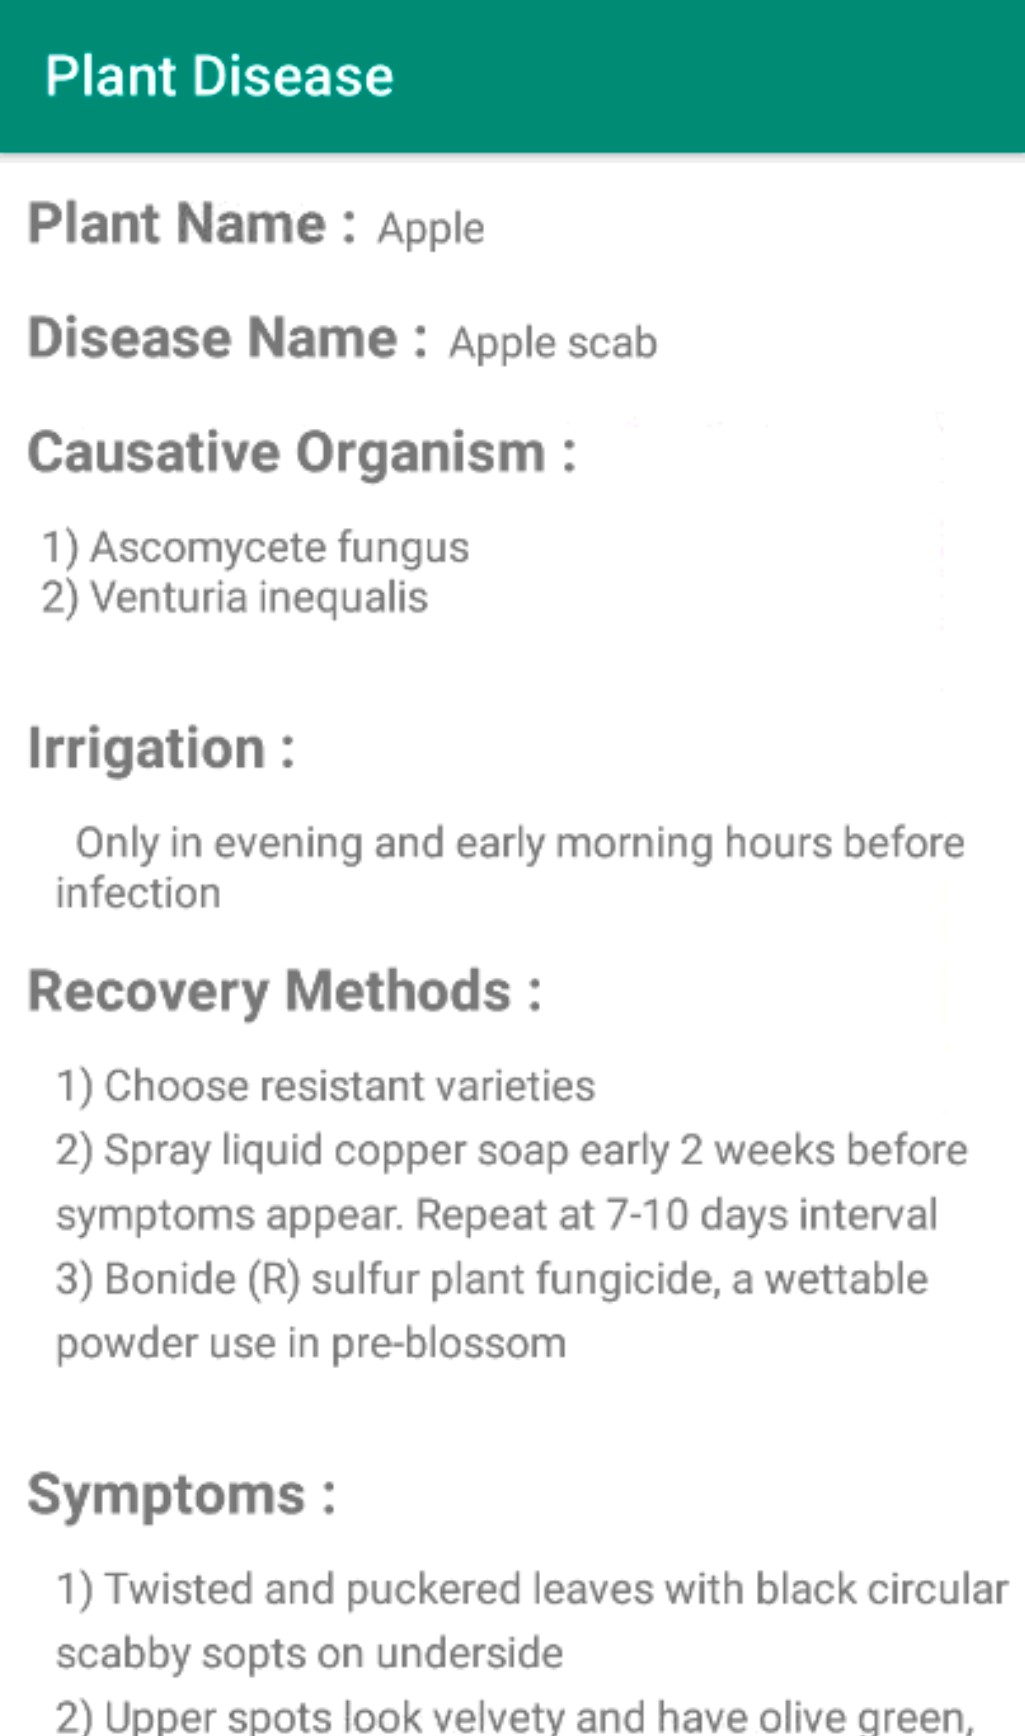 Plant Disease
Plant Name : Apple
Disease Name : Apple scab
Causative Organism :
1) Ascomycete fungus
2) Venturia inequalis
Irrigation :
Only in evening and early morning hours before
infection
Recovery Methods :
1) Choose resistant varieties
2) Spray liquid copper soap early 2 weeks before
symptoms appear. Repeat at 7-10 days interval
3) Bonide (R) sulfur plant fungicide, a wettable
powder use in pre-blossom
Symptoms :
1) Twisted and puckered leaves with black circular
scabby sopts on underside
2) Upper spots look velvety and have olive green,